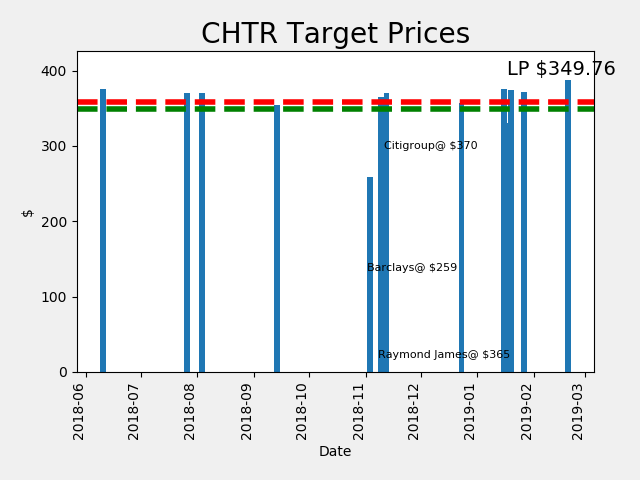 CHTR Target Prices
LP $349.76
400
300
200
100
0
$
Citigroup@ $370
Barclays@ $259
Raymond James@ $365
2018-06
2018-07
2018-08
2018-09
2018-10
2018-11
2018-12
2019-01
2019-02
2019-03
Date